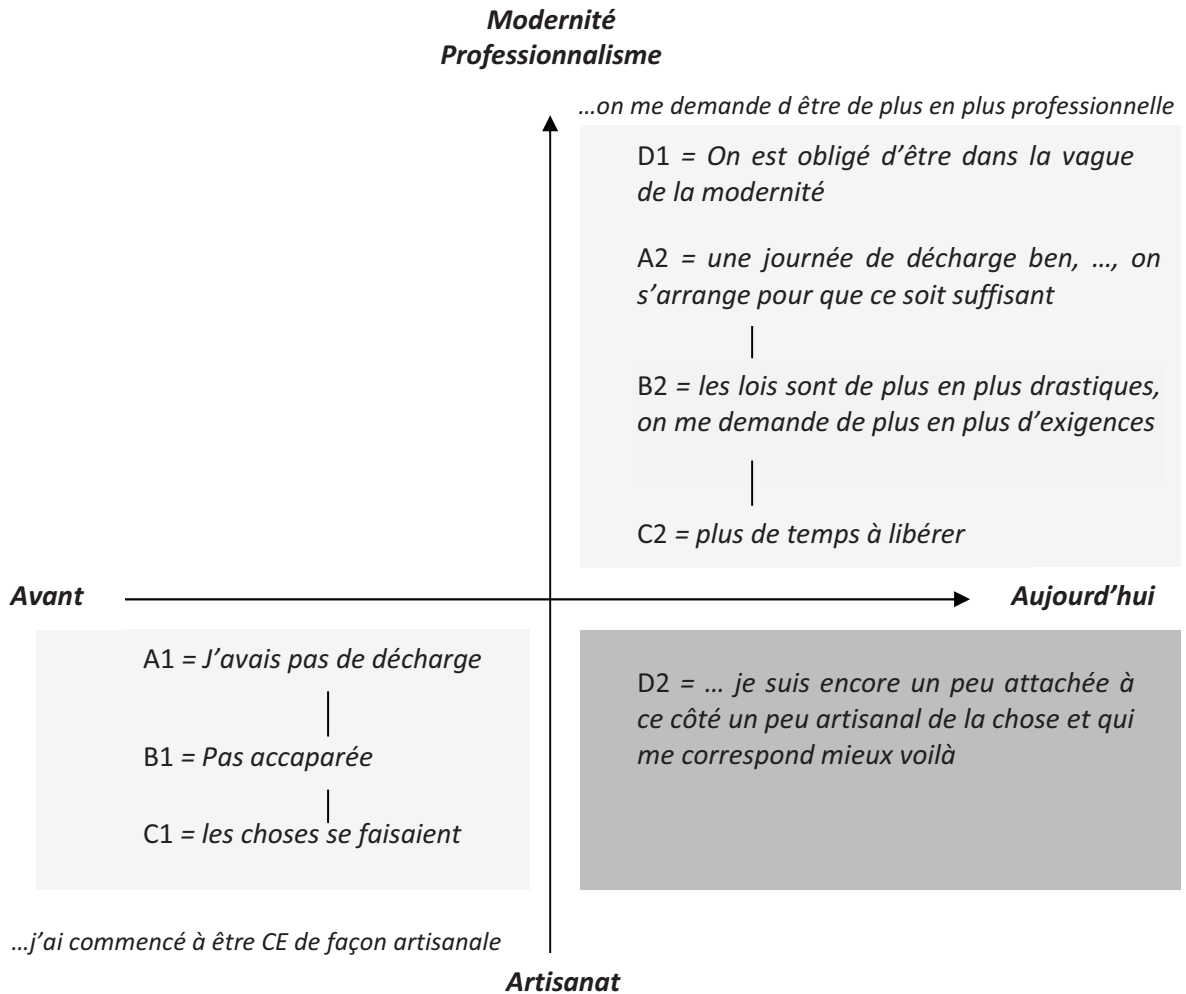 Modernité
Professionnalisme
…on me demande d être de plus en plus professionnelle
D1 = On est obligé d’être dans la vague
de la modernité
A2 = une journée de décharge ben, …, on
s’arrange pour que ce soit suffisant
B2 = les lois sont de plus en plus drastiques,
on me demande de plus en plus d’exigences
C2 = plus de temps à libérer
Avant
Aujourd’hui
A1 = J’avais pas de décharge
B1 = Pas accaparée
C1 = les choses se faisaient
D2 = … je suis encore un peu attachée à
ce côté un peu artisanal de la chose et qui
me correspond mieux voilà
…j’ai commencé à être CE de façon artisanale
Artisanat